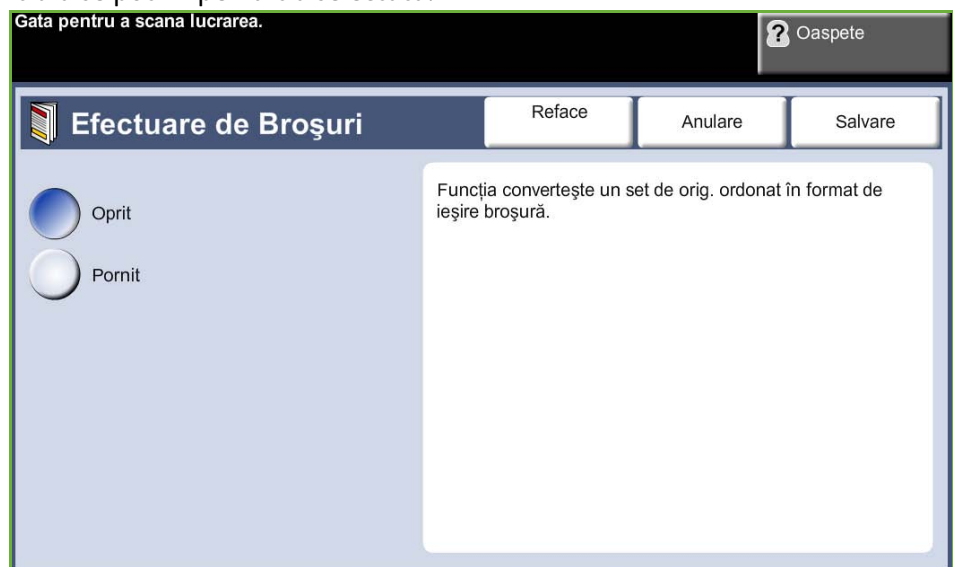 Gata pentru a scana lucrarea.
? Oaspete
Efectuare de Broşuri
Reface
Anulare
Salvare
Oprit
Pornit
Funcția converteşte un set de orig. ordonat în format de
ieşire broşură.